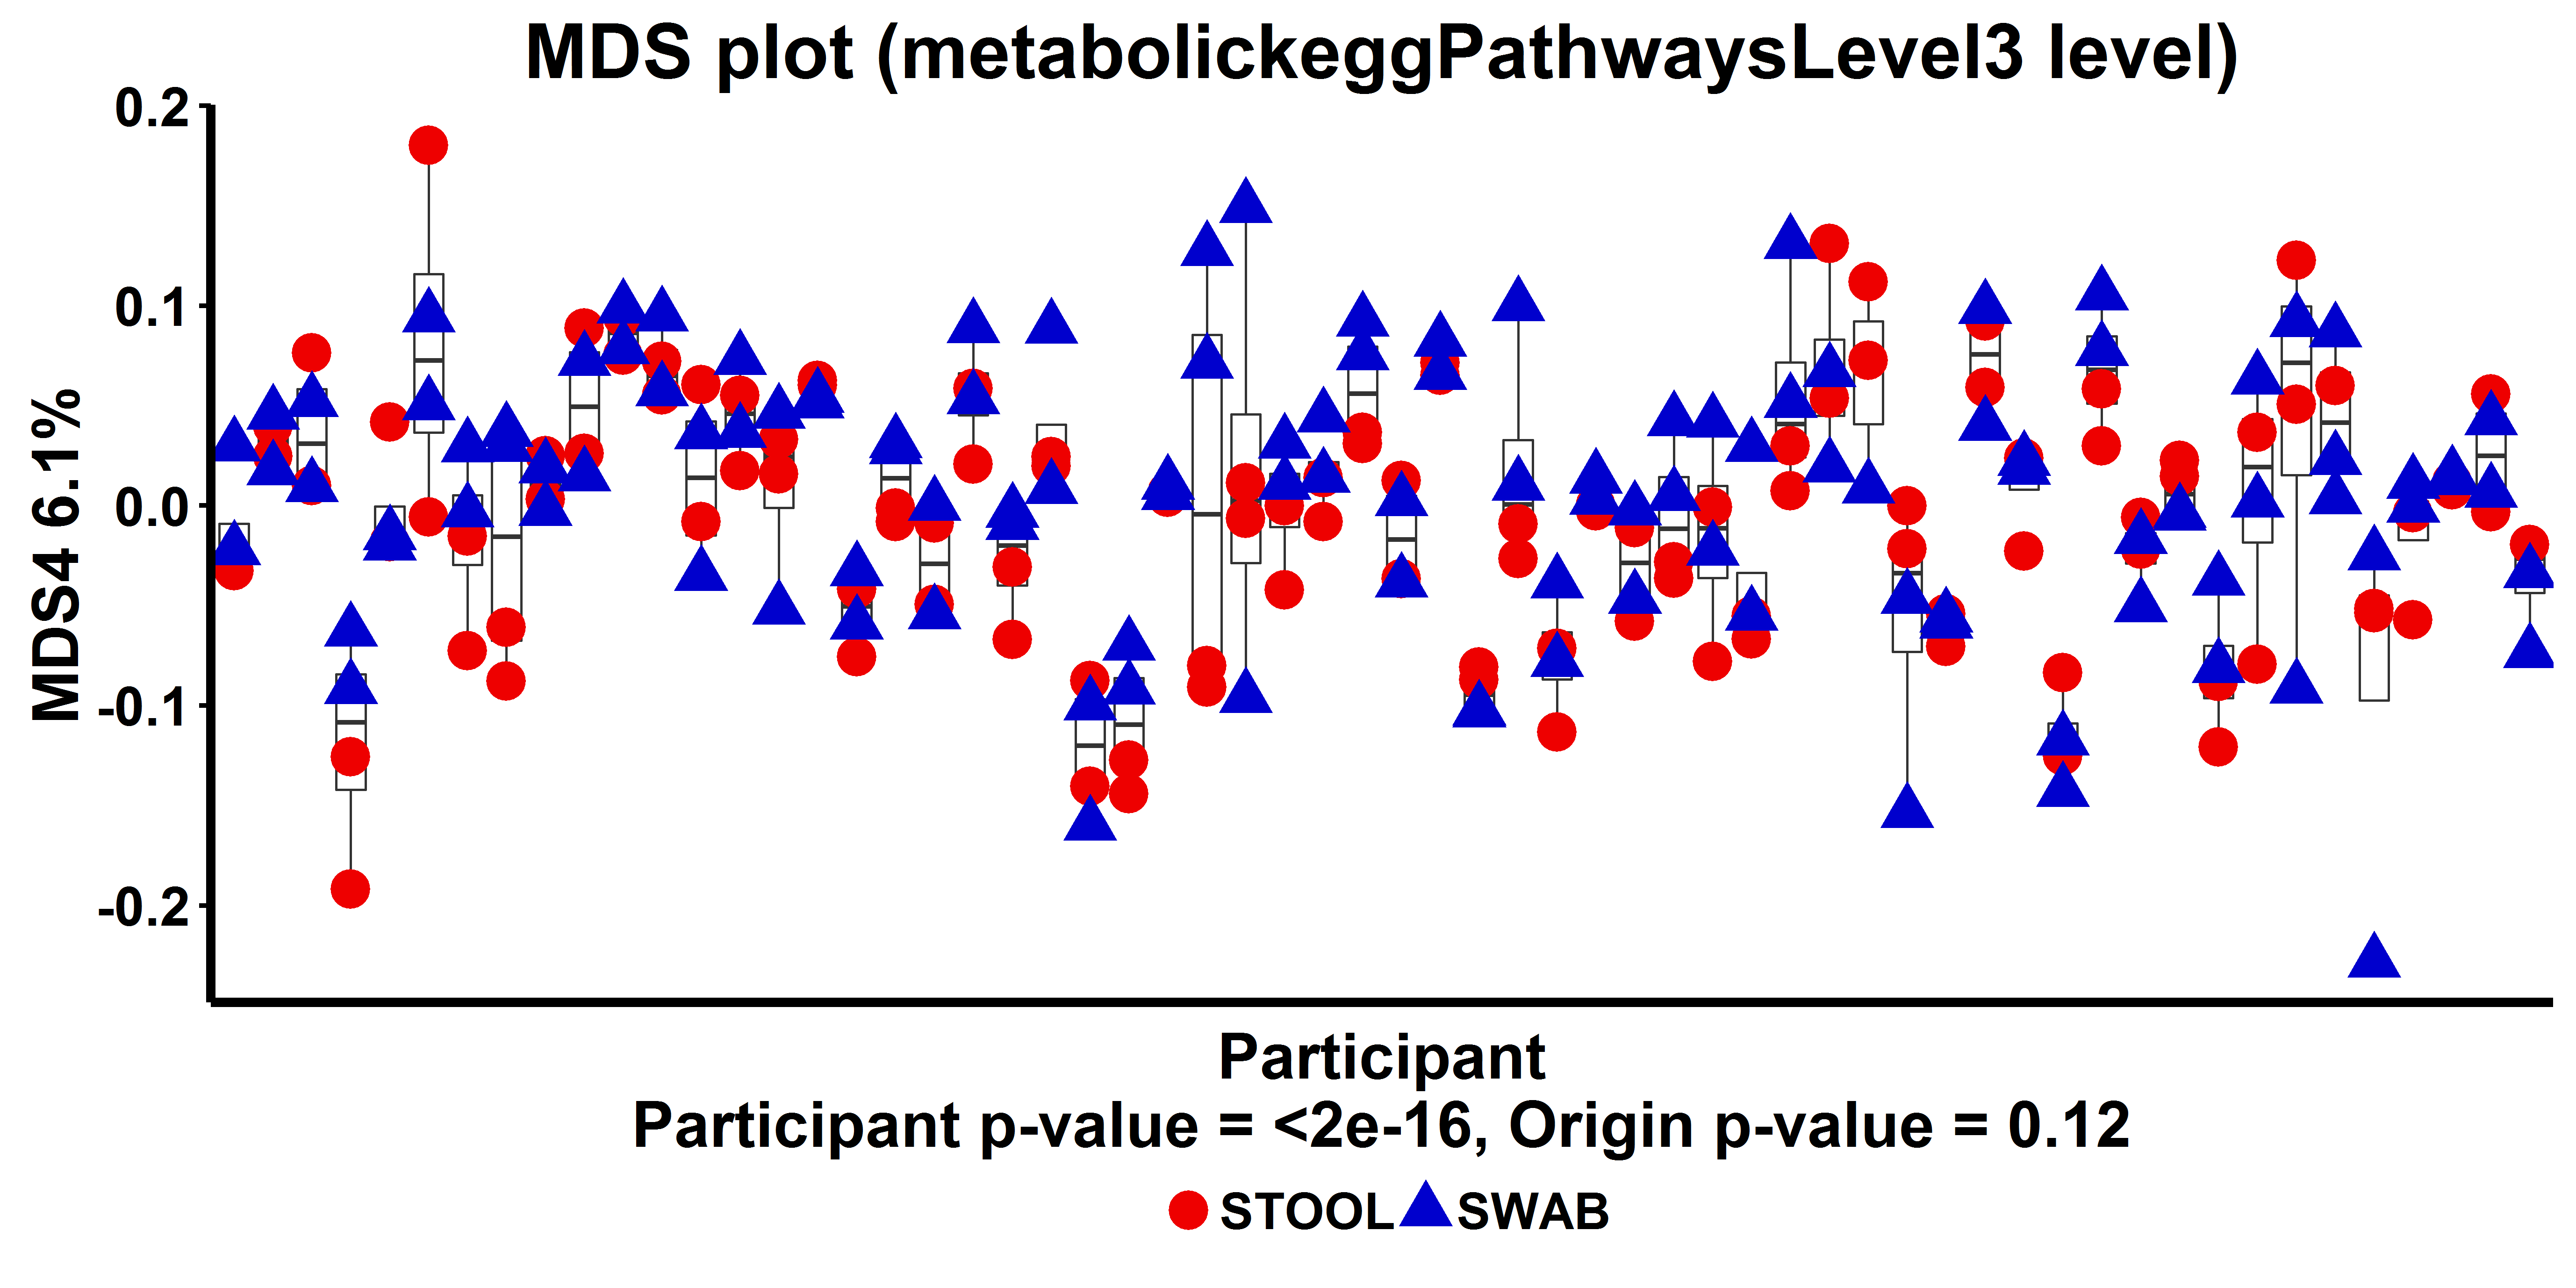 MDS plot (metabolickeggPathwaysLevel3 level)
MDS4 6.1%
0.2
0.1
0.0
-0.1
-0.2
Participant
Participant p-value = <2e-16, Origin p-value = 0.12
STOOL SWAB